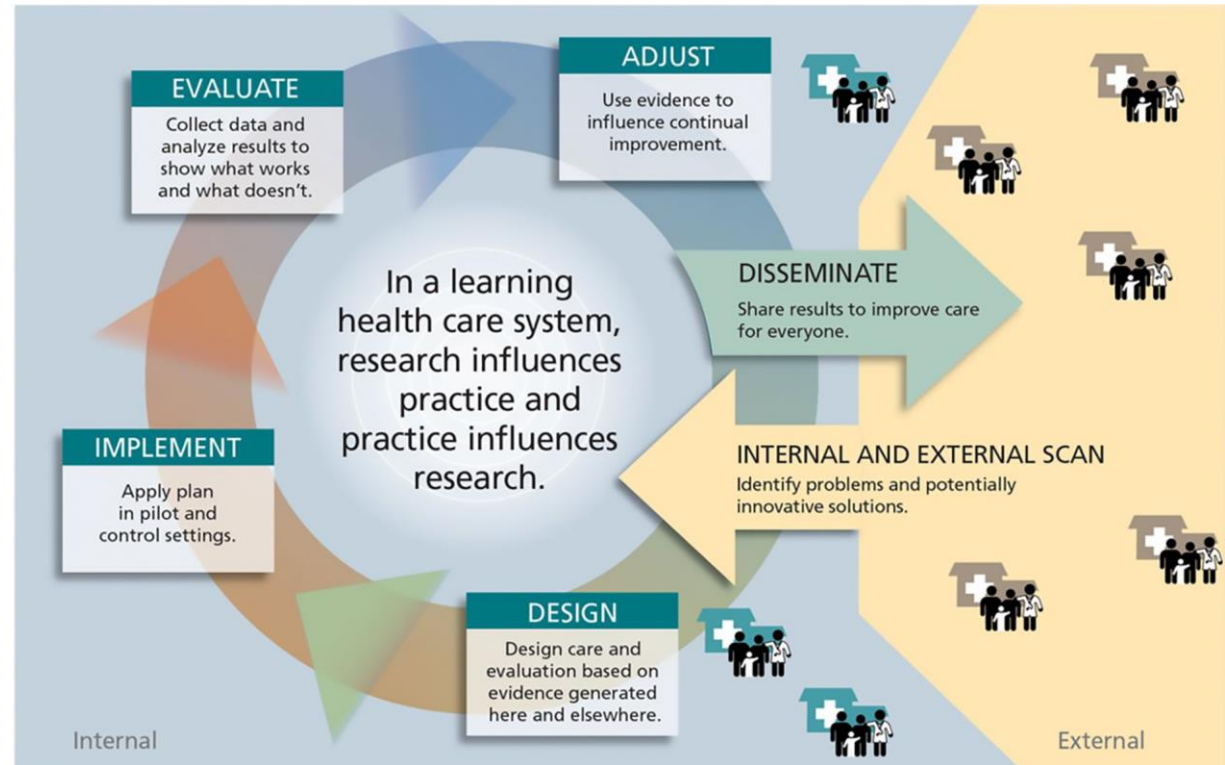 EVALUATE
Collect data and
analyze results to
show what works
and what doesn’t.
ADJUST
Use evidence to
influence continual
improvement.
In a learning
health care system,
research influences
practice and
practice influences
research.
DISSEMINATE
Share results to improve care
for everyone.
INTERNAL AND EXTERNAL SCAN
Identify problems and potentially
innovative solutions.
IMPLEMENT
Apply plan
in pilot and
control settings.
DESIGN
Design care and
evaluation based on
evidence generated
here and elsewhere.
Internal
External